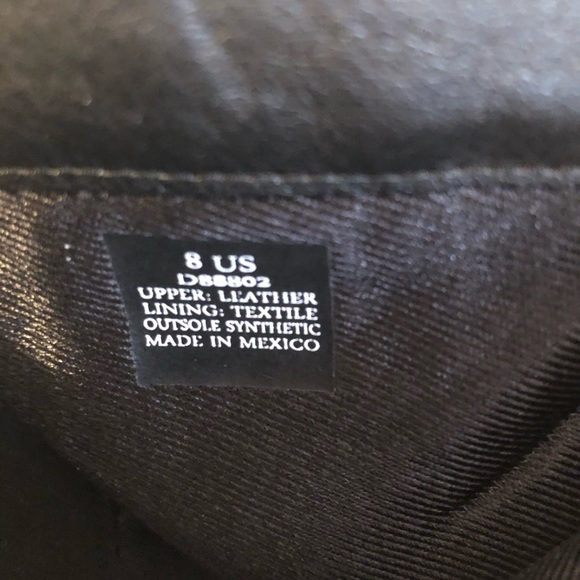 8 US
D88802
UPPER: LEATHER
LINING: TEXTILE
OUTSOLE SYNTHETIC
MADE IN MEXICO